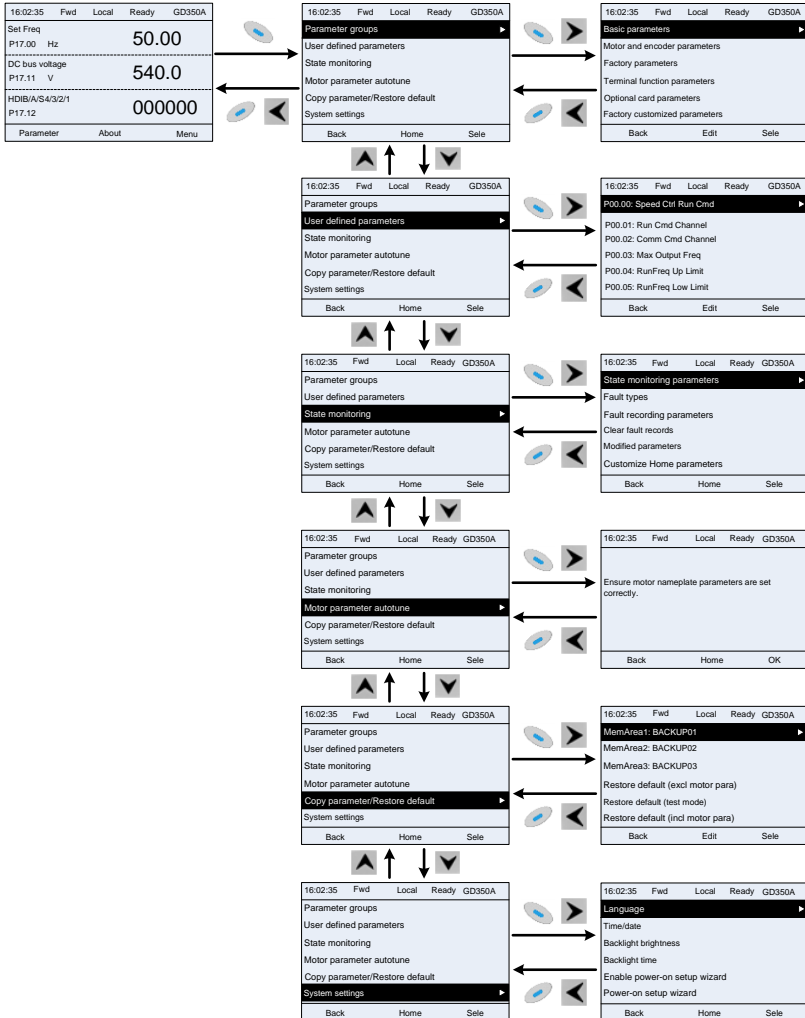 16:02:35 Fwd Local Ready GD350A
Set Freq
P17.00 Hz 50.00
DC bus voltage
P17.11 V 540.0
HDIB/A/S4/3/2/1
P17.12 000000
Parameter About Menu
16:02:35 Fwd Local Ready GD350A
Parameter groups
User defined parameters
State monitoring
Motor parameter autotune
Copy parameter/Restore default
System settings
Back Home Sele
16:02:35 Fwd Local Ready GD350A
Basic parameters
Motor and encoder parameters
Factory parameters
Terminal function parameters
Optional card parameters
Factory customized parameters
Back Edit Sele
16:02:35 Fwd Local Ready GD350A
Parameter groups
User defined parameters
State monitoring
Motor parameter autotune
Copy parameter/Restore default
System settings
Back Home Sele
16:02:35 Fwd Local Ready GD350A
P00.00: Speed Ctrl Run Cmd
P00.01: Run Cmd Channel
P00.02: Comm Cmd Channel
P00.03: Max Output Freq
P00.04: RunFreq Up Limit
P00.05: RunFreq Low Limit
Back Edit Sele
16:02:35 Fwd Local Ready GD350A
Parameter groups
User defined parameters
State monitoring
Motor parameter autotune
Copy parameter/Restore default
System settings
Back Home Sele
16:02:35 Fwd Local Ready GD350A
State monitoring parameters
Fault types
Fault recording parameters
Clear fault records
Modified parameters
Customize Home parameters
Back Home Sele
16:02:35 Fwd Local Ready GD350A
Parameter groups
User defined parameters
State monitoring
Motor parameter autotune
Copy parameter/Restore default
System settings
Back Home Sele
16:02:35 Fwd Local Ready GD350A
Ensure motor nameplate parameters are set
correctly.
Back Home OK
16:02:35 Fwd Local Ready GD350A
Parameter groups
User defined parameters
State monitoring
Motor parameter autotune
Copy parameter/Restore default
System settings
Back Home Sele
16:02:35 Fwd Local Ready GD350A
MemArea1: BACKUP01
MemArea2: BACKUP02
MemArea3: BACKUP03
Restore default (excl motor para)
Restore default (test mode)
Restore default (incl motor para)
Back Edit Sele
16:02:35 Fwd Local Ready GD350A
Parameter groups
User defined parameters
State monitoring
Motor parameter autotune
Copy parameter/Restore default
System settings
Back Home Sele
16:02:35 Fwd Local Ready GD350A
Language
Time/date
Backlight brightness
Backlight time
Enable power-on setup wizard
Power-on setup wizard
Back Home Sele